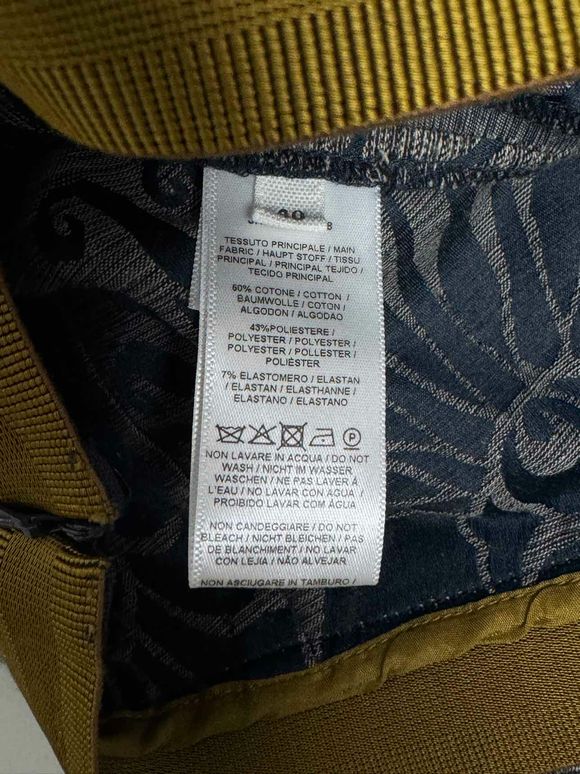 TESSUTO PRINCIPALE / MAIN
FABRIC / HAUPT STOFF / TISSU
PRINCIPAL / PRINCIPAL TEJIDO /
TECIDO PRINCIPAL
60% COTONE / COTTON /
BAUMWOLLE / COTON /
ALGODON / ALGODAO
43%POLIESTERE /
POLYESTER / POLYESTER /
POLYESTER / POLLESTER /
POLIÉSTER
7% ELASTOMERO / ELASTAN
/ ELASTAN / ELASTHANNE /
ELASTANO / ELASTANO
NON LAVARE IN ACQUA / DO NOT
WASH / NICHT IM WASSER
WASCHEN / NE PAS LAVER À
L'EAU / NO LAVAR CON AGUA /
PROIBIDO LAVAR COM ÁGUA
NON CANDEGGIARE / DO NOT
BLEACH / NICHT BLEICHEN / PAS
DE BLANCHIMENT / NO LAVAR
CON LEJIA / NÃO ALVEJAR
NON ASCIUGARE IN TAMBURO /